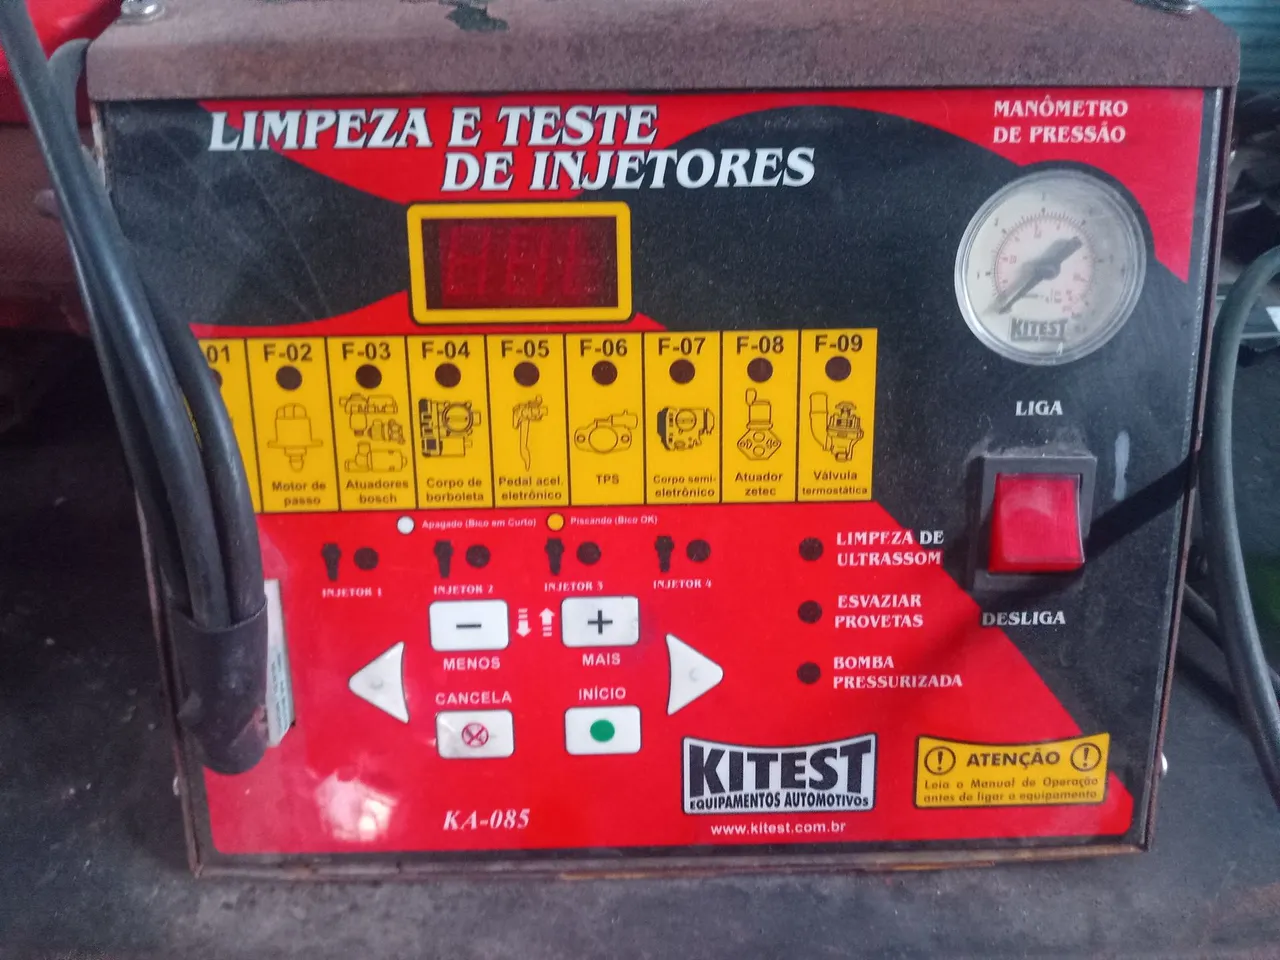 LIMPEZA E TESTE
DE INJETORES
MANÔMETRO
DE PRESSÃO
KITEST
LIGA
01
F-02
F-03
F-04
F-05
F-06
F-07
F-08
F-09
Motor de
passo
Atuadores
bosch
Corpo de
borboleta
Pedal acel.
eletrônico
TPS
Corpo semi-
eletrônico
Atuador
zetec
Válvula
termostática
Apagado (Bico em Curto)
Piscando (Bico OK)
INJETOR 1
INJETOR 2
INJETOR 3
INJETOR 4
LIMPEZA DE
ULTRASSOM
ESVAZIAR
PROVETAS
DESLIGA
BOMBA
PRESSURIZADA
−
+
MENOS
MAIS
CANCELA
INÍCIO
KITEST
EQUIPAMENTOS AUTOMOTIVOS
www.kitest.com.br
ATENÇÃO
Leia o Manual de Operação
antes de ligar o equipamento
KA-085